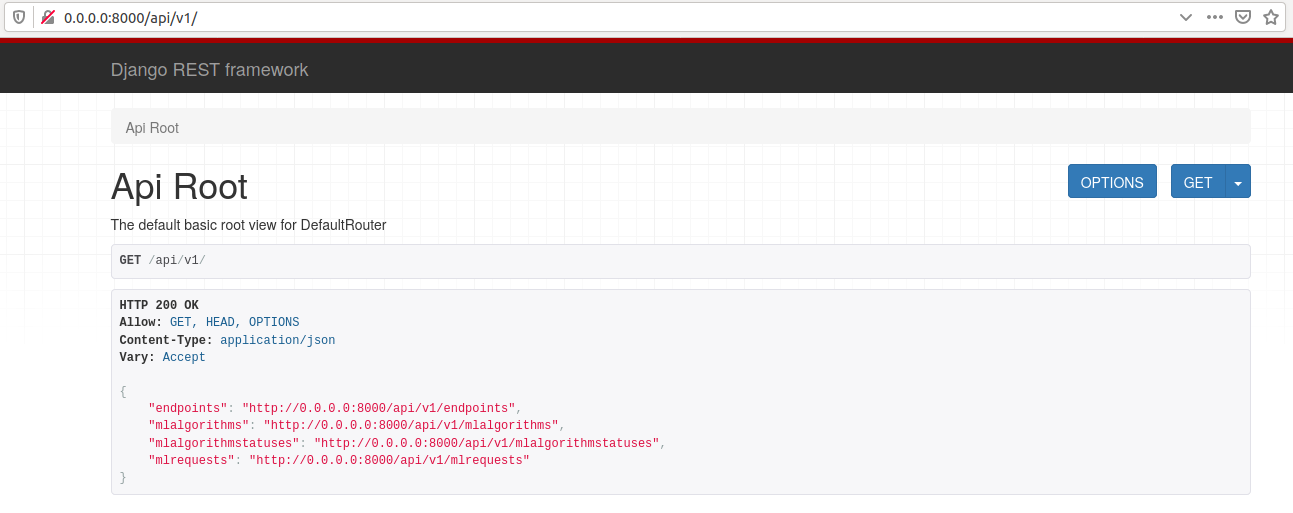 0.0.0.0:8000/api/v1/
Django REST framework
Api Root
Api Root
OPTIONS
GET
The default basic root view for DefaultRouter
GET /api/v1/
HTTP 200 OK
Allow: GET, HEAD, OPTIONS
Content-Type: application/json
Vary: Accept
{
    "endpoints": "http://0.0.0.0:8000/api/v1/endpoints",
    "mlalgorithms": "http://0.0.0.0:8000/api/v1/mlalgorithms",
    "mlalgorithmstatuses": "http://0.0.0.0:8000/api/v1/mlalgorithmstatuses",
    "mlrequests": "http://0.0.0.0:8000/api/v1/mlrequests"
}